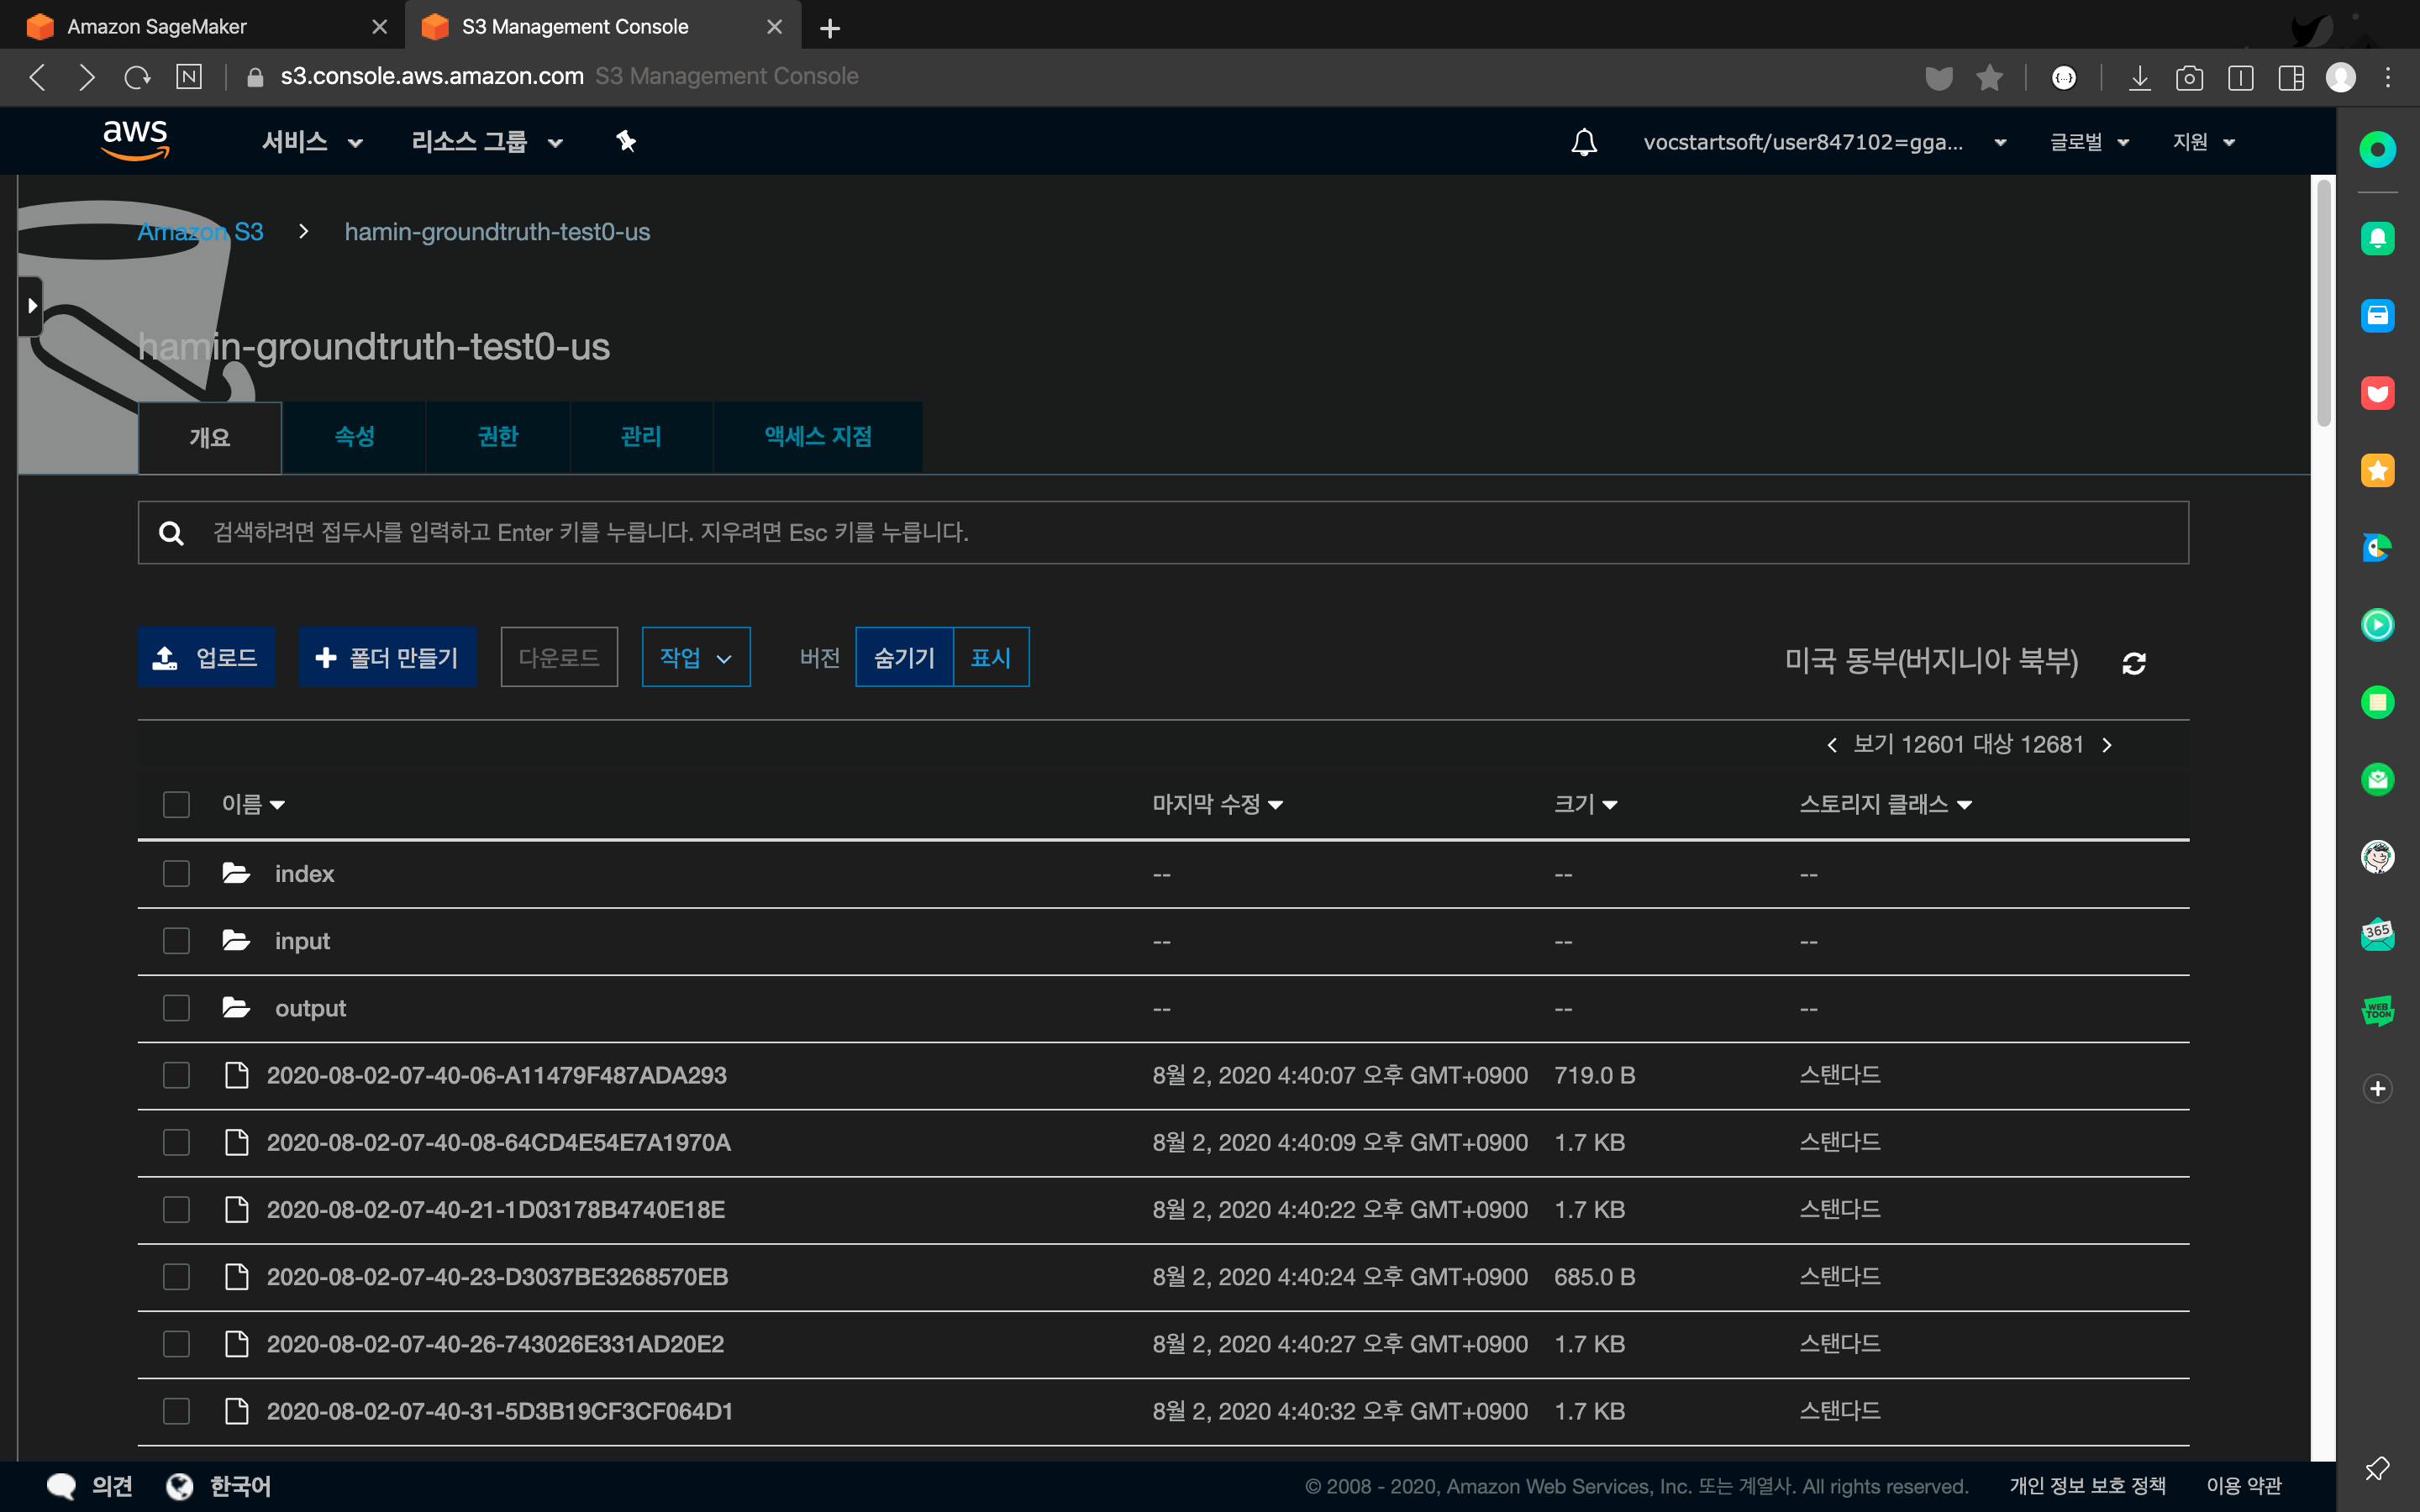 Amazon SageMaker S3 Management Console
N s3.console.aws.amazon.com S3 Management Console
aws 서비스 리소스 그룹 vocstartsoft/user847102=gga... 글로벌 지원
Amazon S3 > hamin-groundtruth-test0-us
hamin-groundtruth-test0-us
개요 속성 권한 관리 액세스 지점
검색하려면 접두사를 입력하고 Enter 키를 누릅니다. 지우려면 Esc 키를 누릅니다.
업로드 폴더 만들기 다운로드 작업 버전 숨기기 표시 미국 동부(버지니아 북부)
보기 12601 대상 12681
이름 마지막 수정 크기 스토리지 클래스
index -- -- --
input -- -- --
output -- -- --
2020-08-02-07-40-06-A11479F487ADA293 8월 2, 2020 4:40:07 오후 GMT+0900 719.0 B 스탠다드
2020-08-02-07-40-08-64CD4E54E7A1970A 8월 2, 2020 4:40:09 오후 GMT+0900 1.7 KB 스탠다드
2020-08-02-07-40-21-1D03178B4740E18E 8월 2, 2020 4:40:22 오후 GMT+0900 1.7 KB 스탠다드
2020-08-02-07-40-23-D3037BE3268570EB 8월 2, 2020 4:40:24 오후 GMT+0900 685.0 B 스탠다드
2020-08-02-07-40-26-743026E331AD20E2 8월 2, 2020 4:40:27 오후 GMT+0900 1.7 KB 스탠다드
2020-08-02-07-40-31-5D3B19CF3CF064D1 8월 2, 2020 4:40:32 오후 GMT+0900 1.7 KB 스탠다드
365
WEB
TOON
의견 한국어 © 2008 - 2020, Amazon Web Services, Inc. 또는 계열사. All rights reserved. 개인 정보 보호 정책 이용 약관